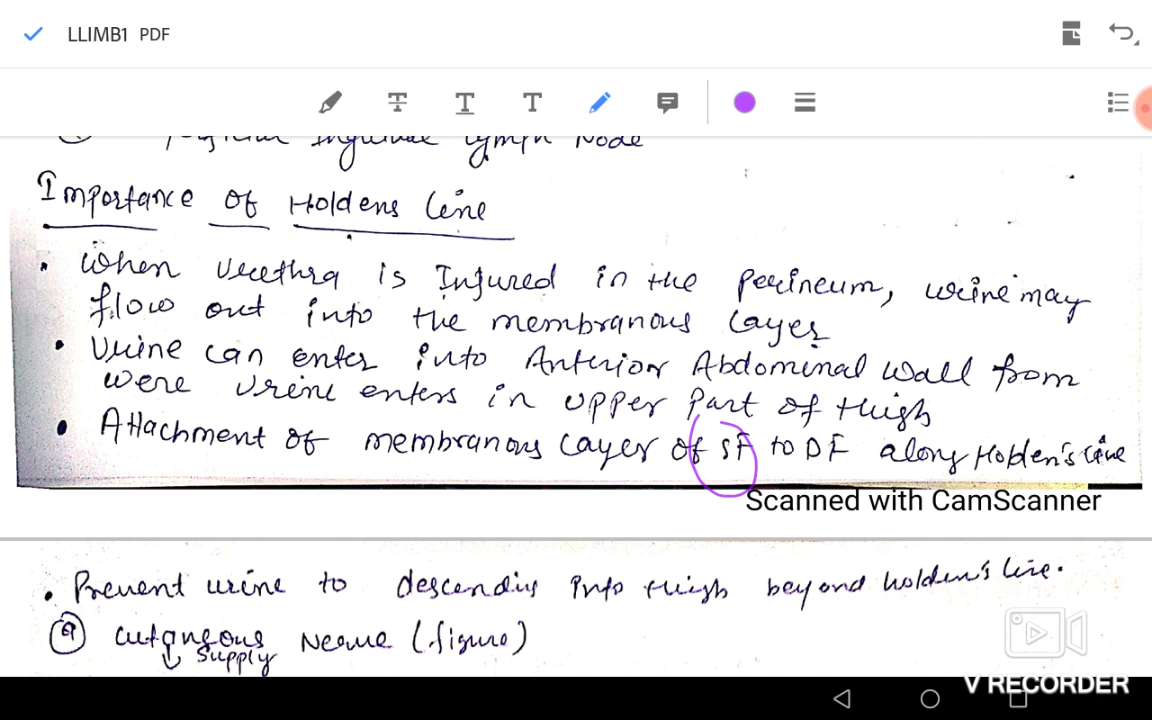 LLIMB1 PDF
Inguinal Lymph Node
Importance of Holdens line
• When Urethra is Injured in the Perineum, urine may
flow out into the membranous layer
• Urine can enter into Anterior Abdominal wall from
were urine enters in upper part of thigh
• Attachment of membranous layer of SF to DF along Holden's line
Scanned with CamScanner
• Prevent urine to descending into thigh beyond holden's line.
Cutaneous Nerve (figure)
↓ supply
V RECORDER